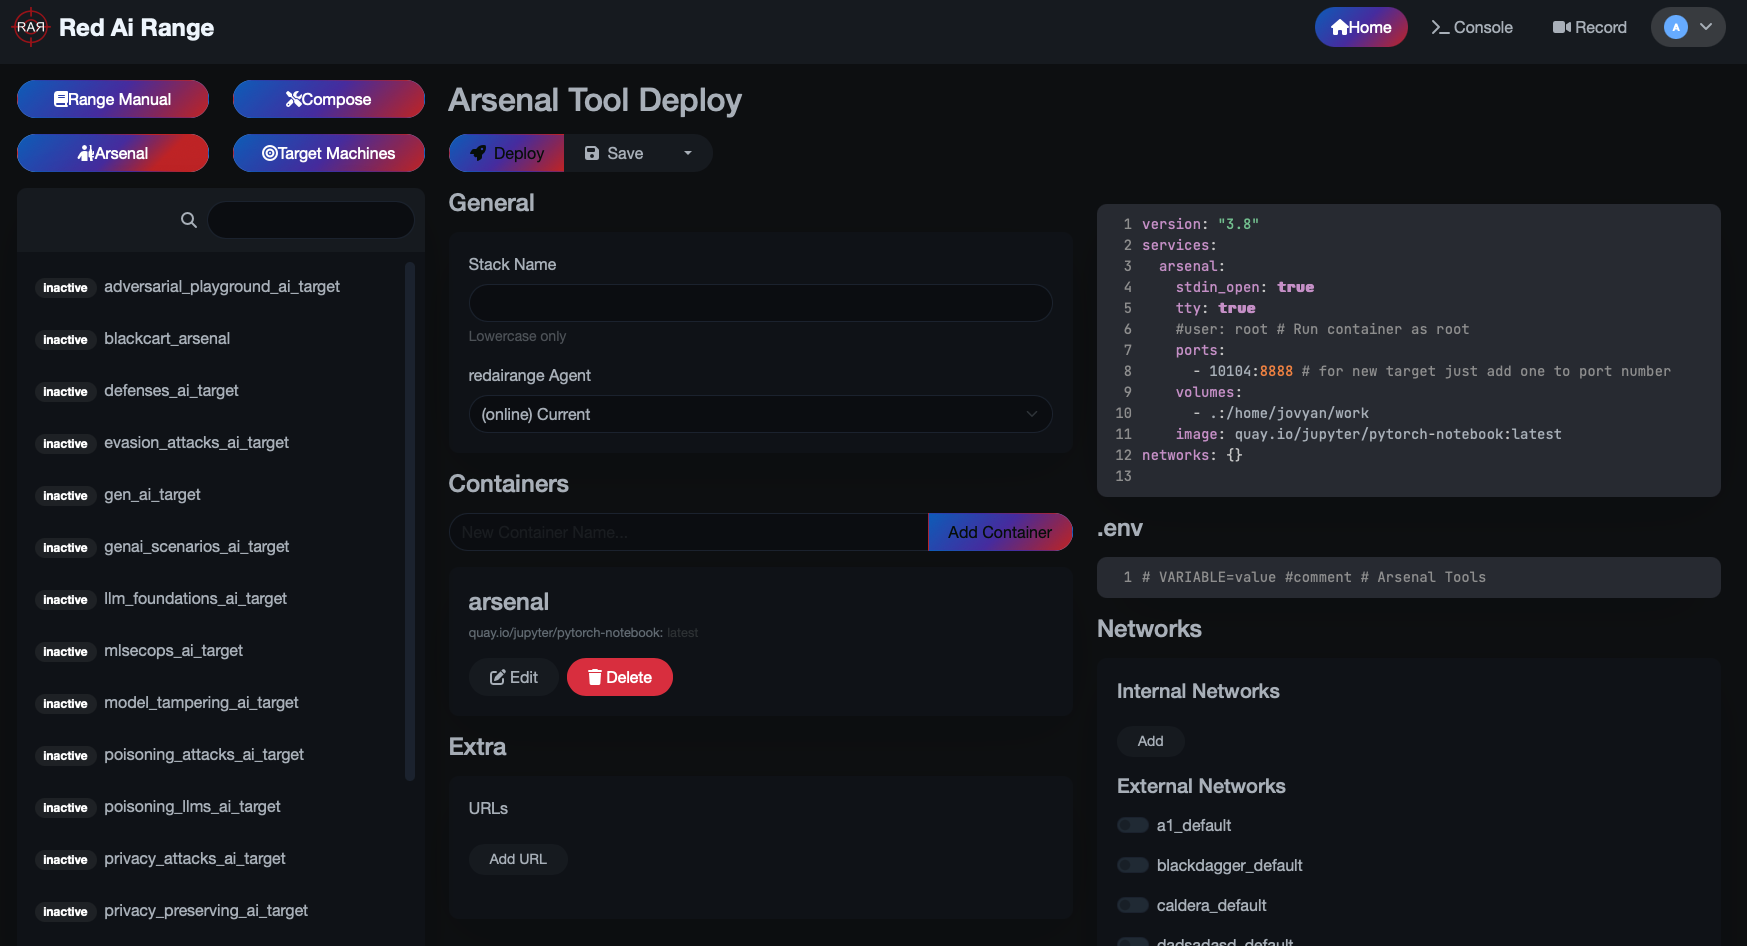 RAR Red Ai Range
Home
Console
Record
A
Range Manual
Compose
Arsenal
Target Machines
inactive adversarial_playground_ai_target
inactive blackcart_arsenal
inactive defenses_ai_target
inactive evasion_attacks_ai_target
inactive gen_ai_target
inactive genai_scenarios_ai_target
inactive llm_foundations_ai_target
inactive mlsecops_ai_target
inactive model_tampering_ai_target
inactive poisoning_attacks_ai_target
inactive poisoning_llms_ai_target
inactive privacy_attacks_ai_target
inactive privacy_preserving_ai_target
Arsenal Tool Deploy
Deploy
Save
General
Stack Name
Lowercase only
redairange Agent
(online) Current
Containers
New Container Name...
Add Container
arsenal
quay.io/jupyter/pytorch-notebook: latest
Edit
Delete
Extra
URLs
Add URL
1 version: "3.8"
2 services:
3 arsenal:
4 stdin_open: true
5 tty: true
6 #user: root # Run container as root
7 ports:
8 - 10104:8888 # for new target just add one to port number
9 volumes:
10 - .:/home/jovyan/work
11 image: quay.io/jupyter/pytorch-notebook:latest
12 networks: {}
13
.env
1 # VARIABLE=value #comment # Arsenal Tools
Networks
Internal Networks
Add
External Networks
a1_default
blackdagger_default
caldera_default
dadsadasd_default